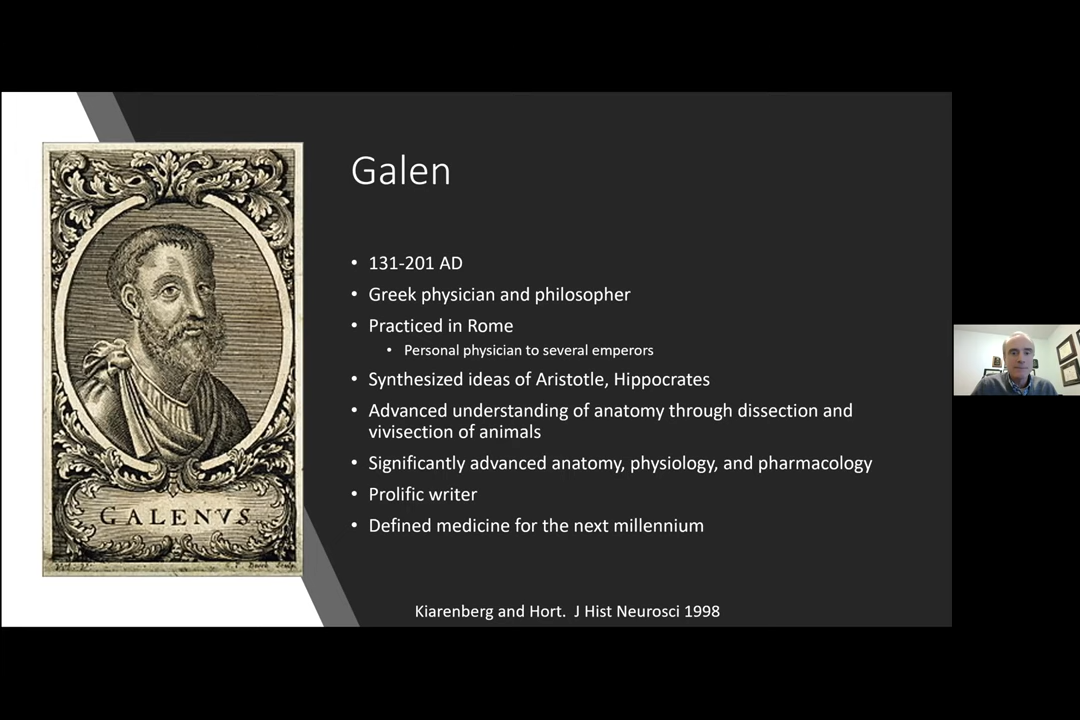 Galen
• 131-201 AD
• Greek physician and philosopher
• Practiced in Rome
• Personal physician to several emperors
• Synthesized ideas of Aristotle, Hippocrates
• Advanced understanding of anatomy through dissection and
vivisection of animals
• Significantly advanced anatomy, physiology, and pharmacology
• Prolific writer
• Defined medicine for the next millennium
GALENVS
Kiarenberg and Hort. J Hist Neurosci 1998